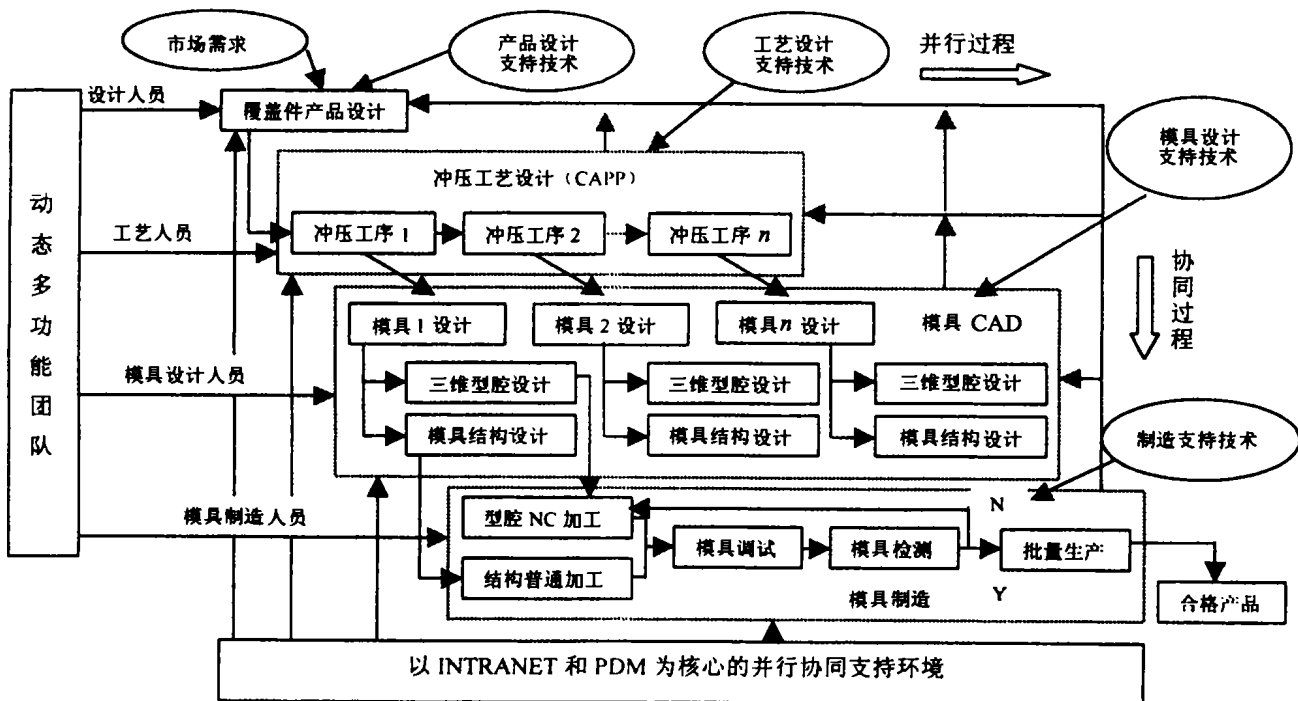 市场需求
产品设计
支持技术
工艺设计
支持技术
并行过程
设计人员
覆盖件产品设计
模具设计
支持技术
冲压工艺设计（CAPP）
动态多功能团队
工艺人员
冲压工序 1
冲压工序 2
冲压工序 n
协同过程
模具 1 设计
模具 2 设计
模具 n 设计
模具 CAD
模具设计人员
三维型腔设计
三维型腔设计
三维型腔设计
模具结构设计
模具结构设计
模具结构设计
制造支持技术
模具制造人员
型腔 NC 加工
N
模具调试
模具检测
批量生产
结构普通加工
模具制造
Y
合格产品
以 INTRANET 和 PDM 为核心的并行协同支持环境